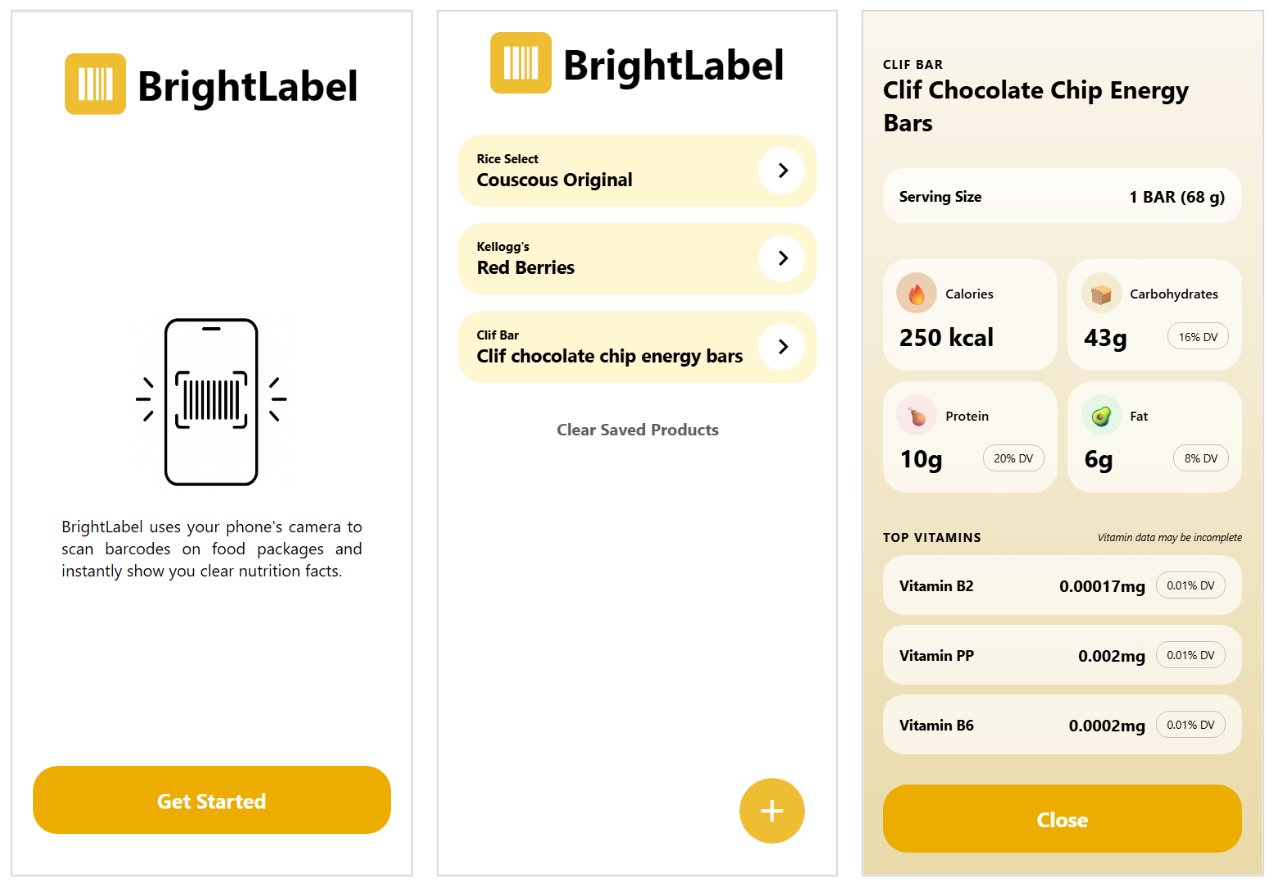 BrightLabel
BrightLabel uses your phone's camera to
scan barcodes on food packages and
instantly show you clear nutrition facts.
Get Started
BrightLabel
Rice Select
Couscous Original
Kellogg's
Red Berries
Clif Bar
Clif chocolate chip energy bars
Clear Saved Products
+
CLIF BAR
Clif Chocolate Chip Energy
Bars
Serving Size 1 BAR (68 g)
Calories
250 kcal
Carbohydrates
43g 16% DV
Protein
10g 20% DV
Fat
6g 8% DV
TOP VITAMINS Vitamin data may be incomplete
Vitamin B2 0.00017mg 0.01% DV
Vitamin PP 0.002mg 0.01% DV
Vitamin B6 0.0002mg 0.01% DV
Close